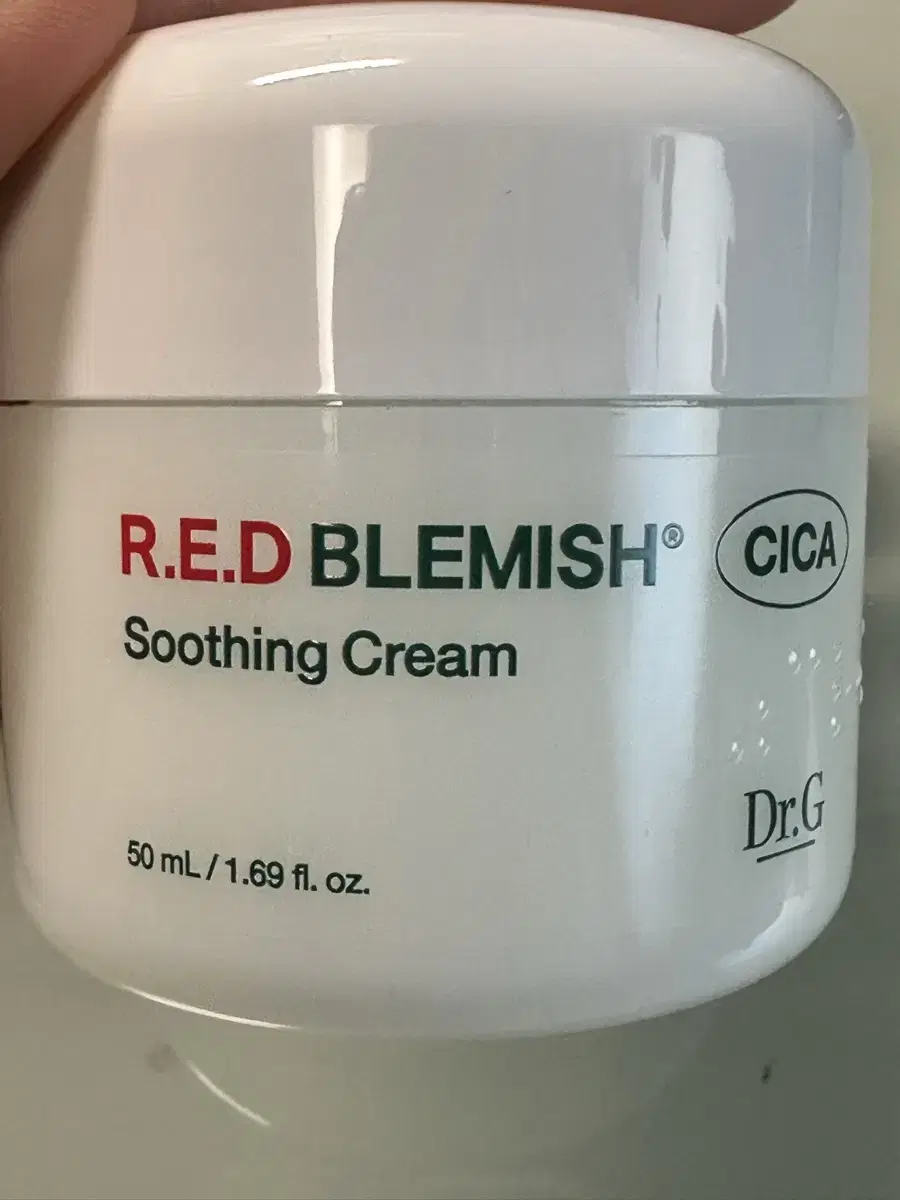 R.E.D BLEMISH®
CICA
Soothing Cream
Dr.G
50 mL / 1.69 fl. oz.